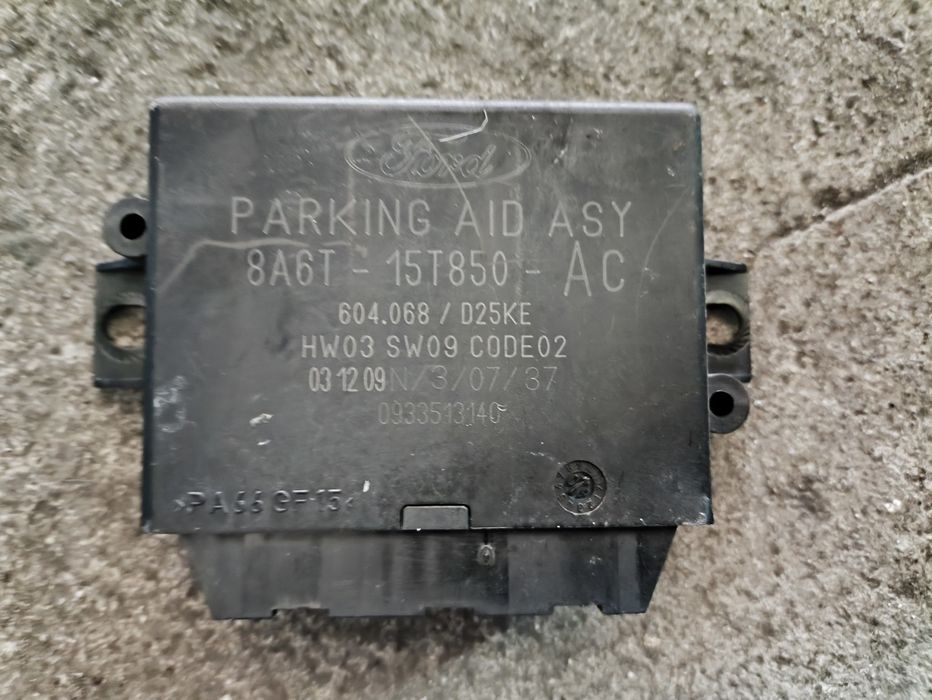 Ford
PARKING AID ASY
8A6T - 15T850 - AC
604.068 / D25KE
HW03 SW09 CODE02
03 12 09 N/3/07/37
0933513140
>PA66 GF15<